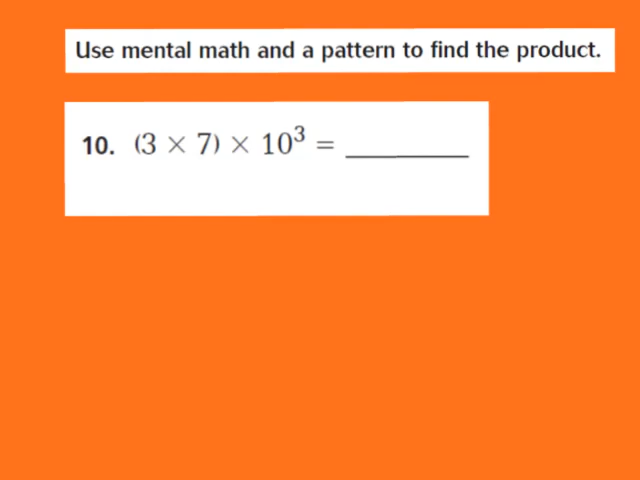 Use mental math and a pattern to find the product.
10. (3 × 7) × 10³ = ________